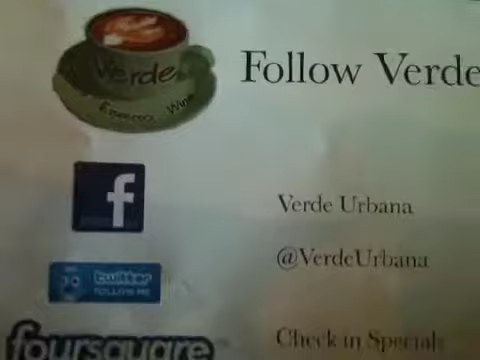 Verde
Espresso Wine
Follow Verde
f
Verde Urbana
twitter
FOLLOW ME
@VerdeUrbana
foursquare
Check in Specials